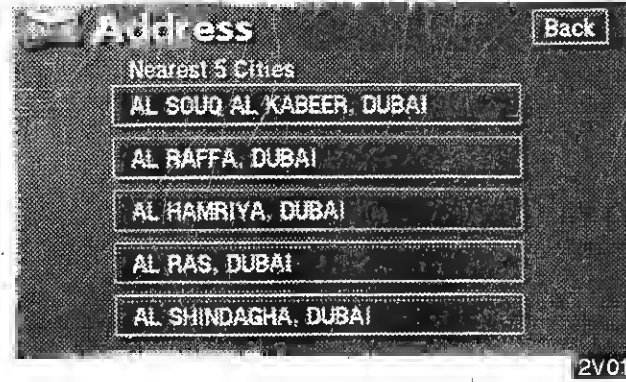 Address
Back
Nearest 5 Cities
AL SOUQ AL KABEER, DUBAI
AL RAFFA, DUBAI
AL HAMRIYA, DUBAI
AL RAS, DUBAI
AL SHINDAGHA, DUBAI
2V01